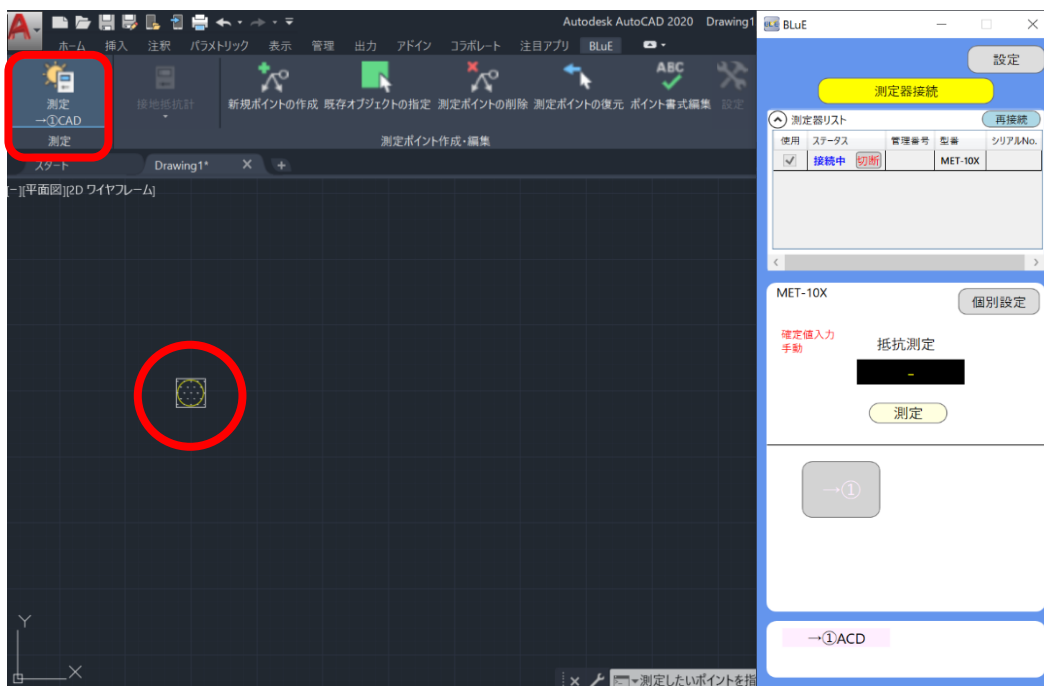 Autodesk AutoCAD 2020 Drawing1
ホーム 挿入 注釈 パラメトリック 表示 管理 出力 アドイン コラボレート 注目アプリ BLuE
測定
→①CAD
接地抵抗計
新規ポイントの作成 既存オブジェクトの指定 測定ポイントの削除 測定ポイントの復元 ABC ポイント書式編集 設定
測定 測定ポイント作成・編集
スタート Drawing1*
[−][平面図][2D ワイヤフレーム]
Y
X
測定したいポイントを指
BLuE
設定
測定器接続
測定器リスト 再接続
使用 ステータス 管理番号 型番 シリアルNo.
接続中 切断 MET-10X
MET-10X
個別設定
確定値入力
手動
抵抗測定
-
測定
→①
→①ACD